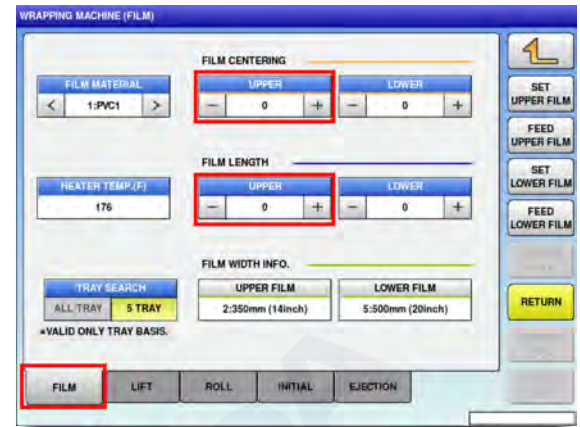 WRAPPING MACHINE (FILM)
FILM CENTERING
FILM MATERIAL
< 1:PVC1 >
UPPER
- 0 +
LOWER
- 0 +
FILM LENGTH
HEATER TEMP.(F)
176
UPPER
- 0 +
LOWER
- 0 +
FILM WIDTH INFO.
TRAY SEARCH
ALL TRAY 5 TRAY
*VALID ONLY TRAY BASIS.
UPPER FILM
2:350mm (14inch)
LOWER FILM
5:500mm (20inch)
FILM LIFT ROLL INITIAL EJECTION
SET
UPPER FILM
FEED
UPPER FILM
SET
LOWER FILM
FEED
LOWER FILM
RETURN